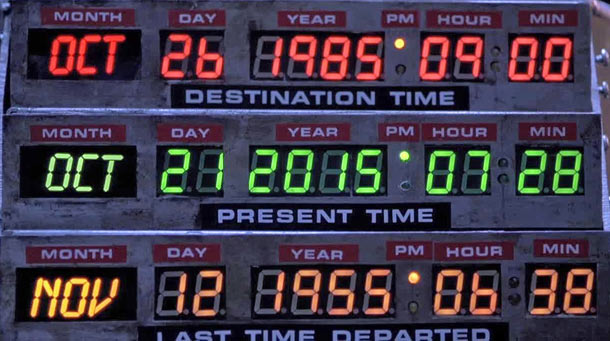 MONTH DAY YEAR PM HOUR MIN
OCT 26 1985 09 00
DESTINATION TIME
MONTH DAY YEAR PM HOUR MIN
OCT 21 2015 07 28
PRESENT TIME
MONTH DAY YEAR PM HOUR MIN
NOV 12 1955 06 38
LAST TIME DEPARTED